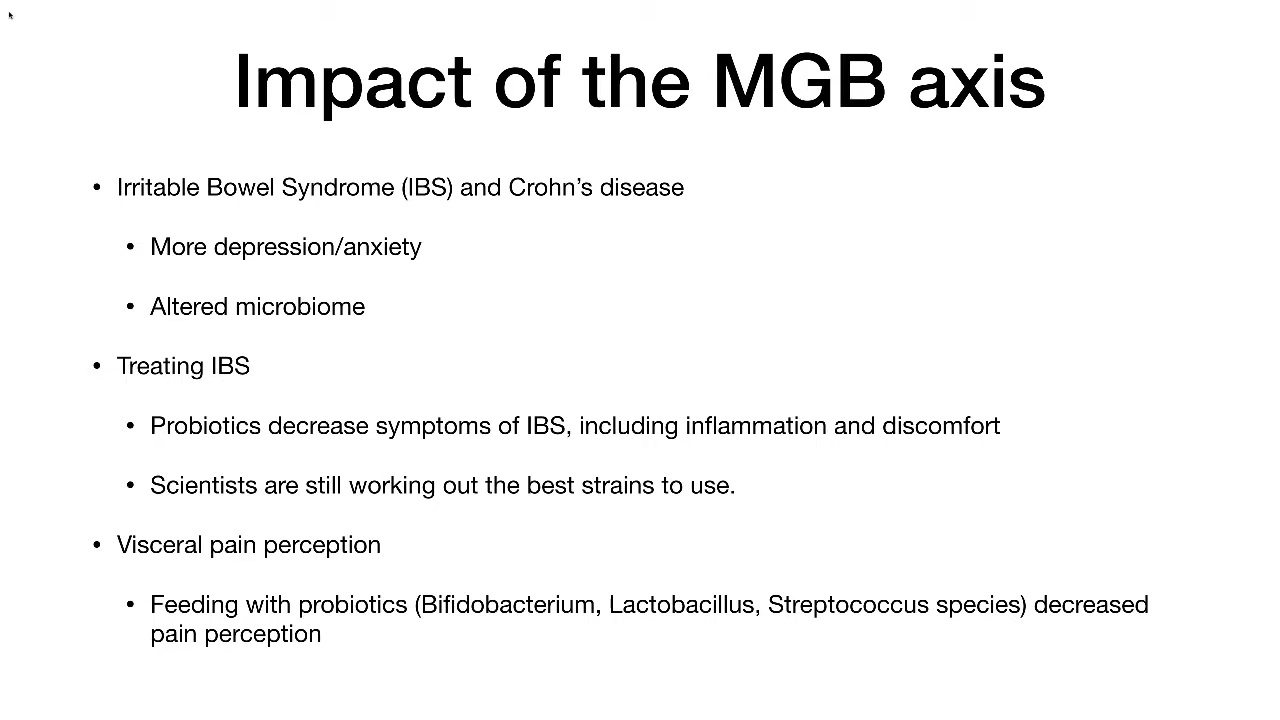 Impact of the MGB axis
• Irritable Bowel Syndrome (IBS) and Crohn’s disease
• More depression/anxiety
• Altered microbiome
• Treating IBS
• Probiotics decrease symptoms of IBS, including inflammation and discomfort
• Scientists are still working out the best strains to use.
• Visceral pain perception
• Feeding with probiotics (Bifidobacterium, Lactobacillus, Streptococcus species) decreased
pain perception